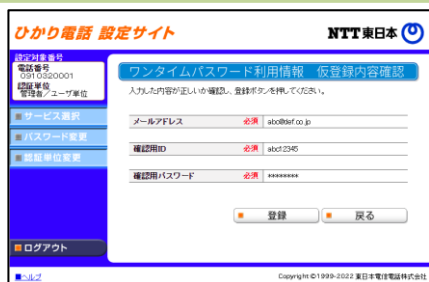 ひかり電話 設定サイト
NTT東日本
設定対象番号
電話番号
0910320001
認証単位
管理者／ユーザ単位
サービス選択
パスワード変更
認証単位変更
ログアウト
ワンタイムパスワード利用情報 仮登録内容確認
入力した内容が正しいか確認し、登録ボタンを押してください。
メールアドレス 必須 abc@def.co.jp
確認用ID 必須 abc12345
確認用パスワード 必須 ********
登録 戻る
ヘルプ
Copyright ©1999-2022 東日本電信電話株式会社